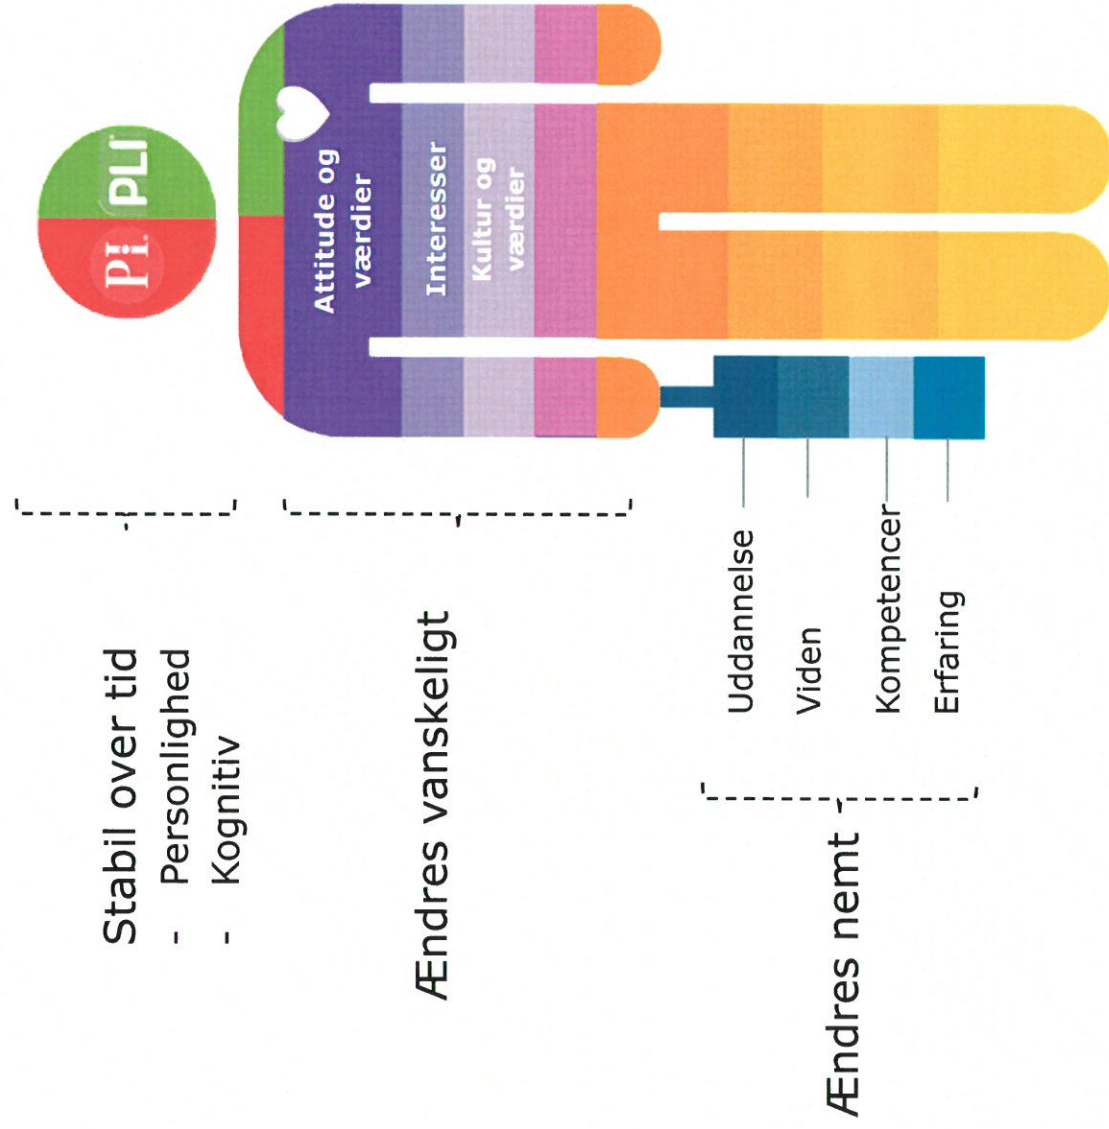 Stabil over tid
- Personlighed
- Kognitiv
Pi. PLI
Attitude og
værdier
Interesser
Kultur og
værdier
Ændres vanskeligt
Ændres nemt
Uddannelse
Viden
Kompetencer
Erfaring